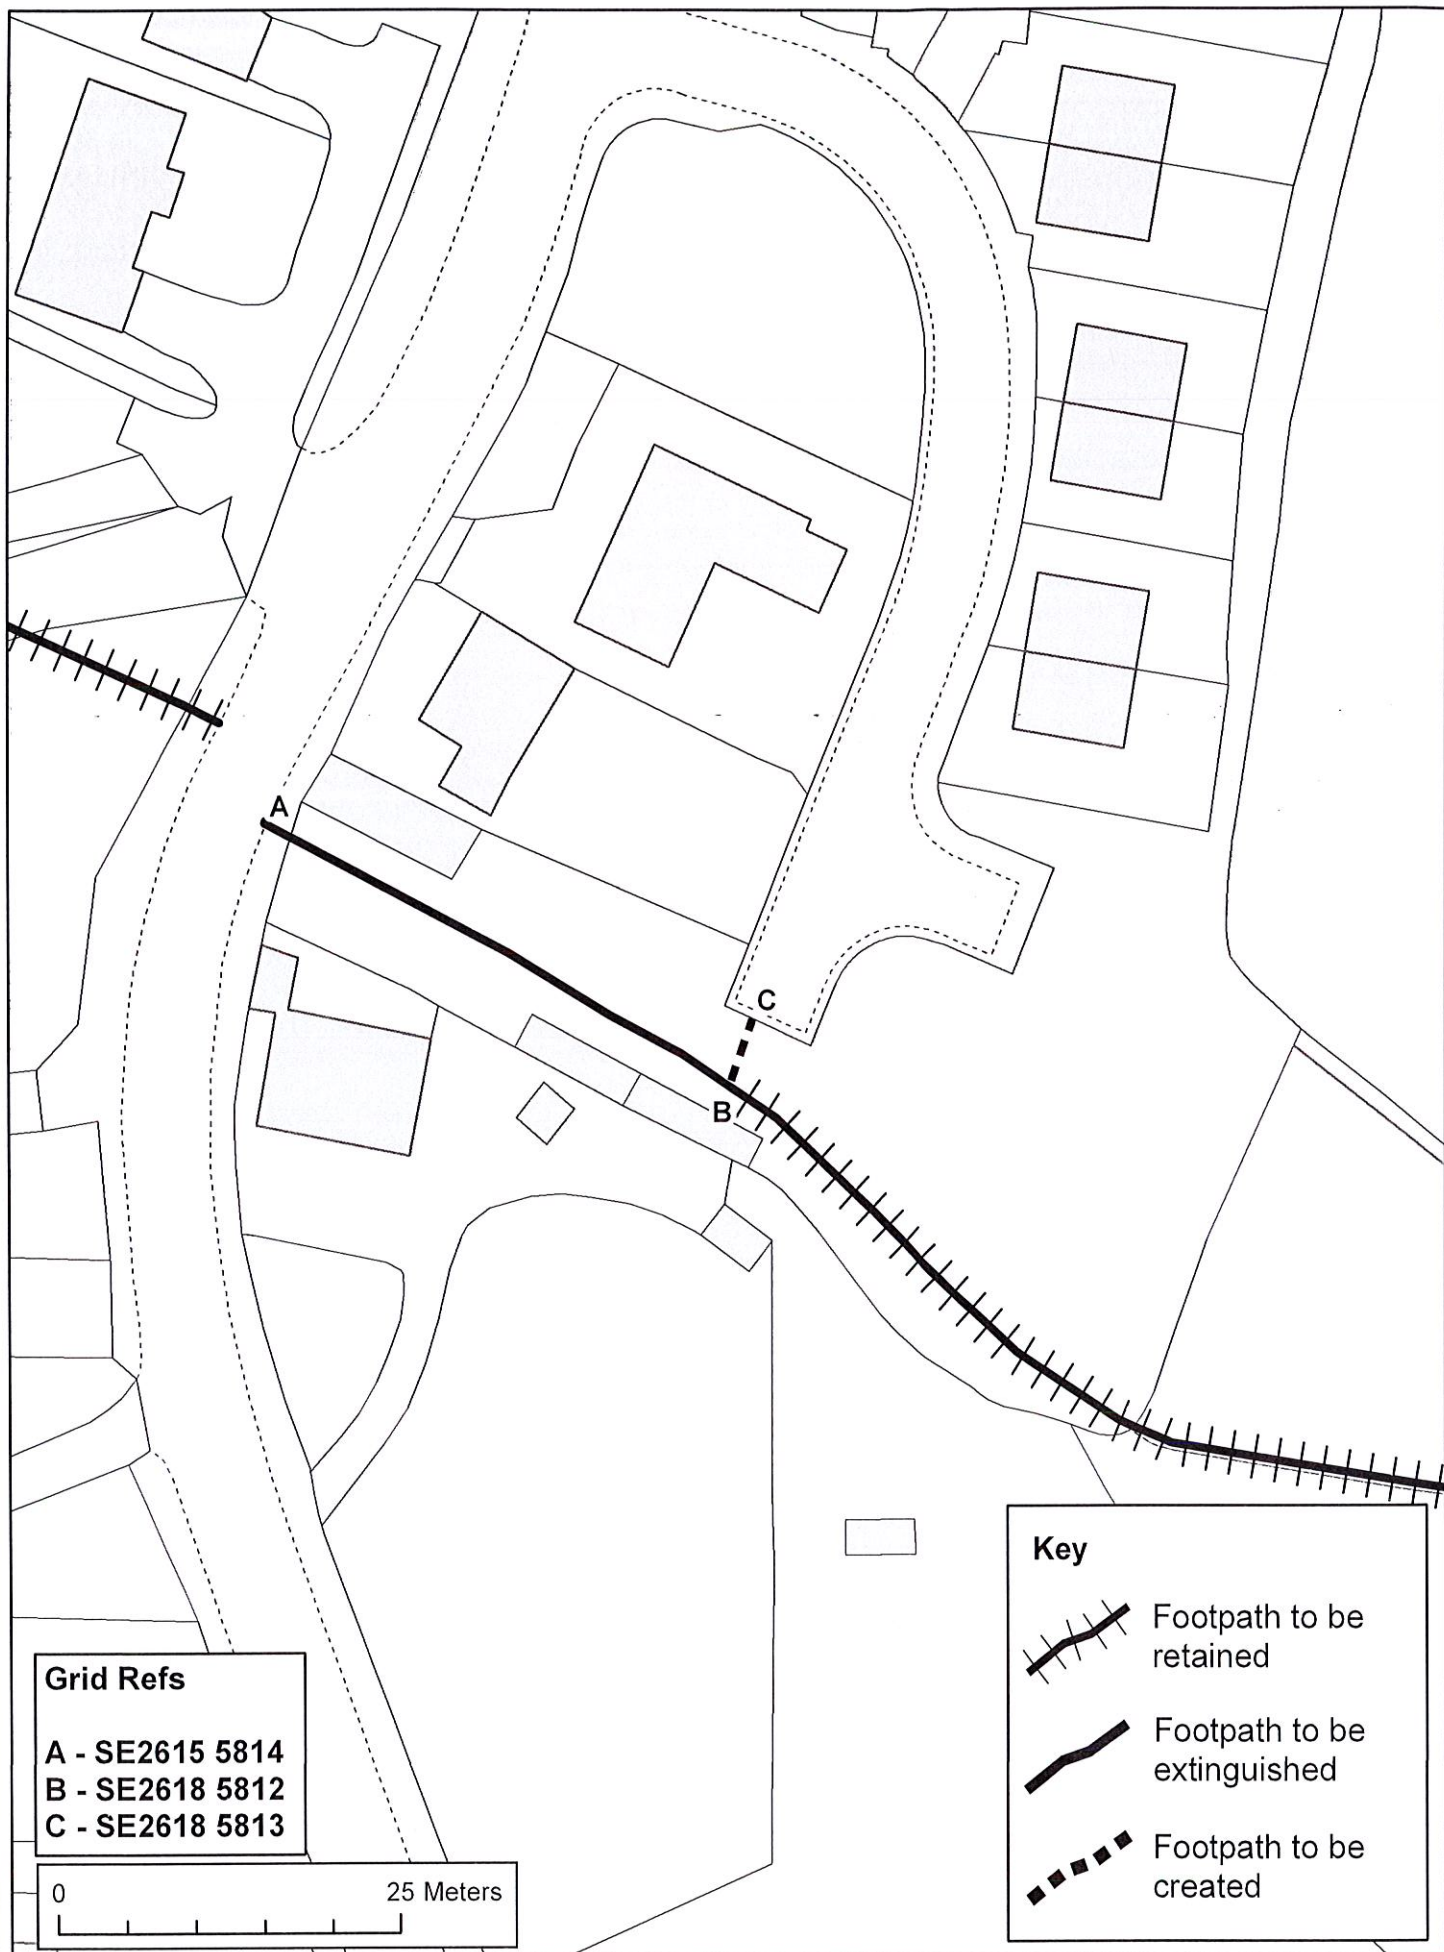 A
C
B
Grid Refs
A - SE2615 5814
B - SE2618 5812
C - SE2618 5813
0 25 Meters
Key
Footpath to be
retained
Footpath to be
extinguished
Footpath to be
created